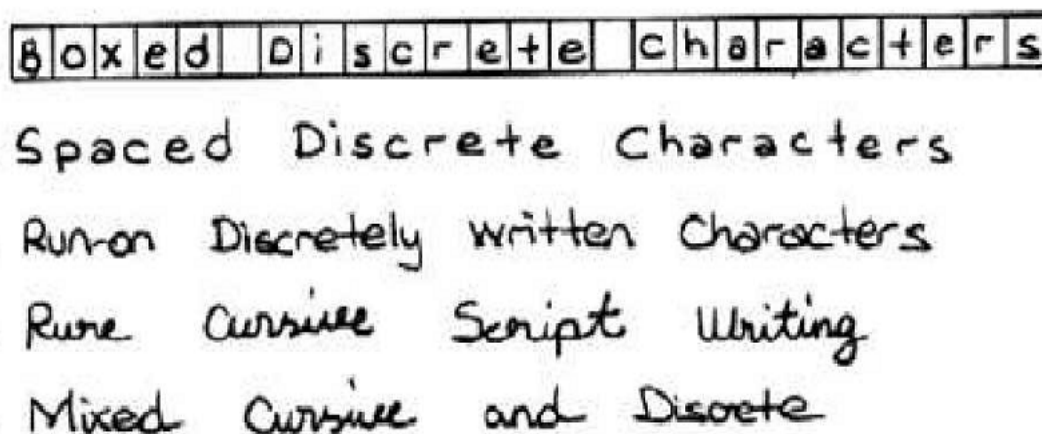 Boxed Discrete Characters
Spaced Discrete Characters
Run-on Discretely Written Characters
Pure Cursive Script Writing
Mixed Cursive and Discrete